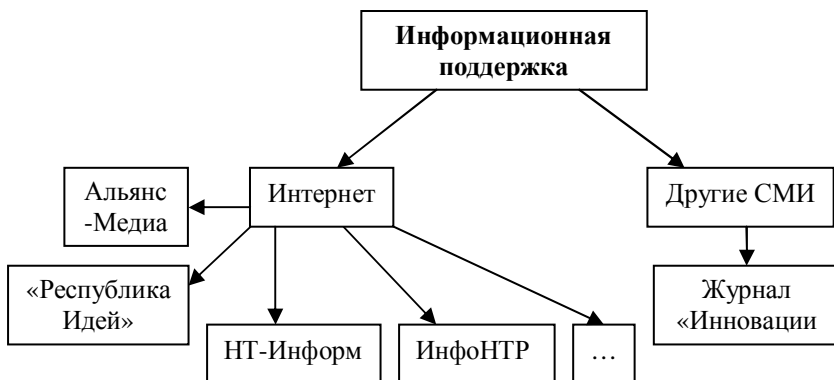 Информационная
поддержка
Альянс
-Медиа
Интернет
Другие СМИ
«Республика
Идей»
Журнал
«Инновации
НТ-Информ
ИнфоНТР
...